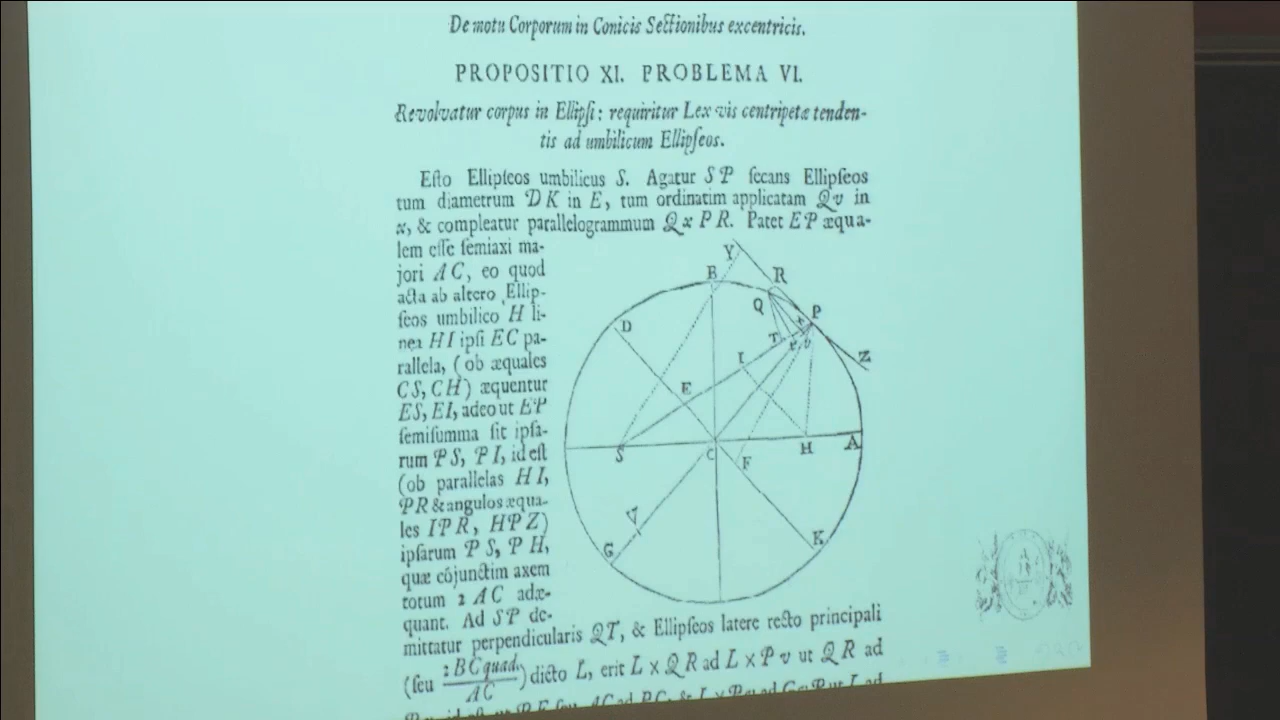 De motu Corporum in Conicis Sectionibus excentricis.
PROPOSITIO XI. PROBLEMA VI.
Revolvatur corpus in Ellipſi: requiritur Lex vis centripetæ tenden-
tis ad umbilicum Ellipſeos.
Eſto Ellipſeos umbilicus S. Agatur SP ſecans Ellipſeos
tum diametrum DK in E, tum ordinatim applicatam Qv in
x, & compleatur parallelogrammum QxPR. Patet EP æqua-
lem eſſe ſemiaxi ma-
jori AC, eo quod
acta ab altero Ellip-
ſeos umbilico H li-
nea HI ipſi EC pa-
rallela, (ob æquales
CS, CH) æquentur
ES, EI, adeo ut EP
ſemiſumma ſit ipſa-
rum PS, PI, id eſt
(ob parallelas HI,
PR & angulos æqua-
les IPR, HPZ)
ipſarum PS, PH,
quæ cójunctim axem
totum 2 AC adæ-
quant. Ad SP de-
mittatur perpendicularis QT, & Ellipſeos latere recto principali
(ſeu 2BC quad. / AC) dicto L, erit L × QR ad L × Pv ut QR ad
Y
B
R
Q
P
D
x
T
v
I
Z
E
S
C
F
H
A
V
G
K